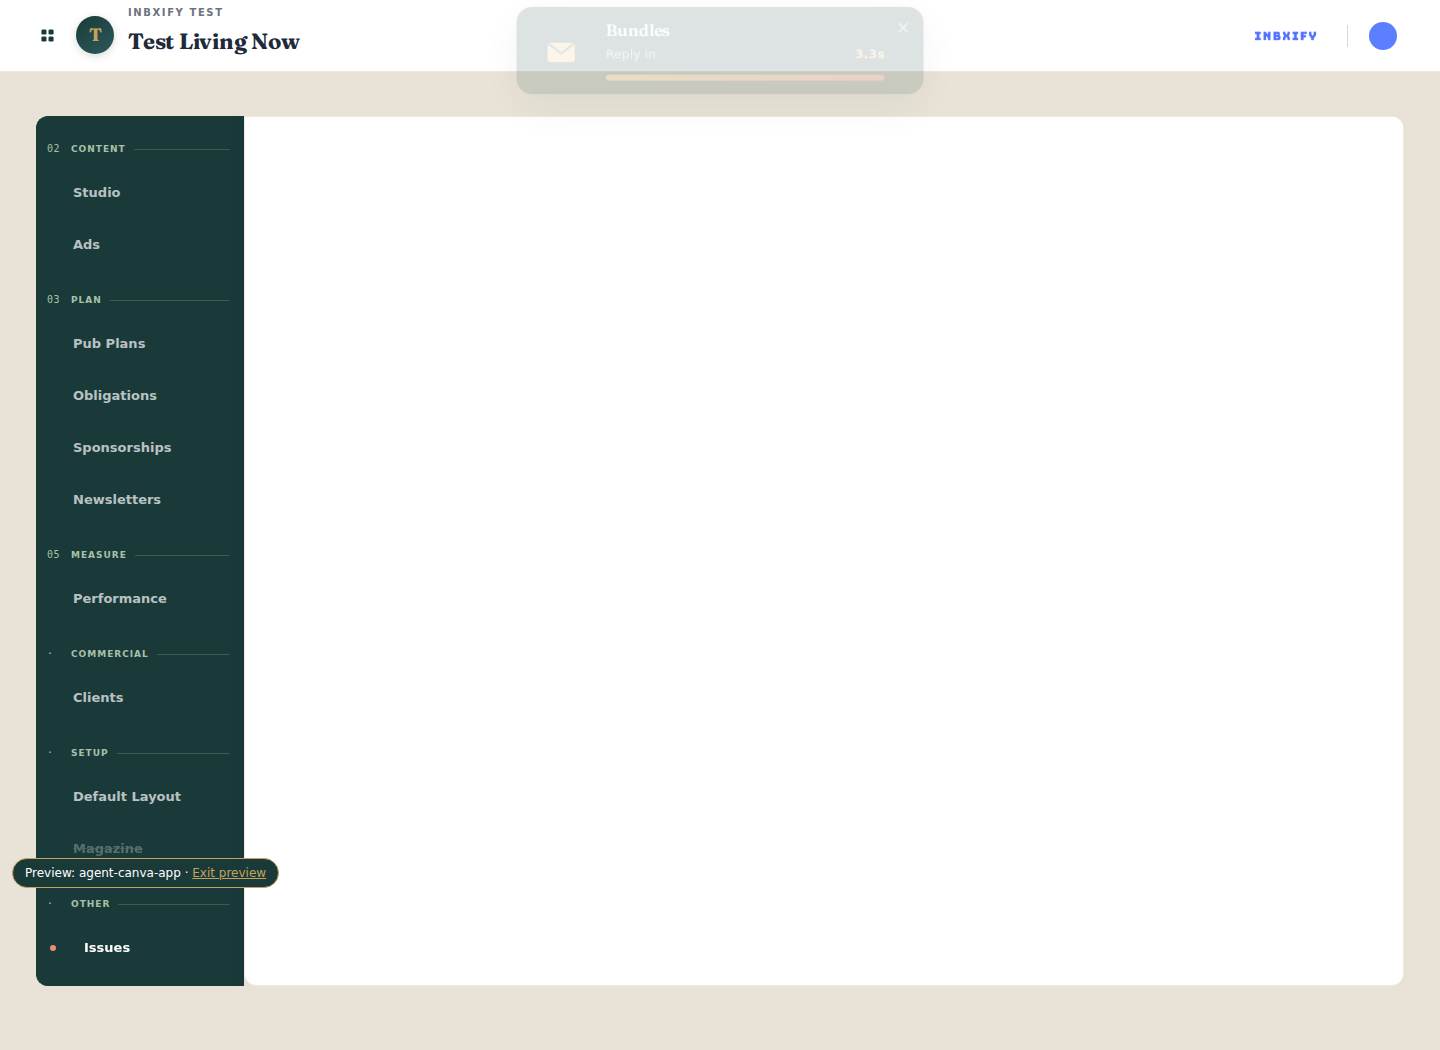 INBXIFY TEST
T
Test Living Now
Bundles
Reply in
3.3s
INBXIFY
02 CONTENT
Studio
Ads
03 PLAN
Pub Plans
Obligations
Sponsorships
Newsletters
05 MEASURE
Performance
· COMMERCIAL
Clients
· SETUP
Default Layout
Magazine
Preview: agent-canva-app · Exit preview
· OTHER
Issues